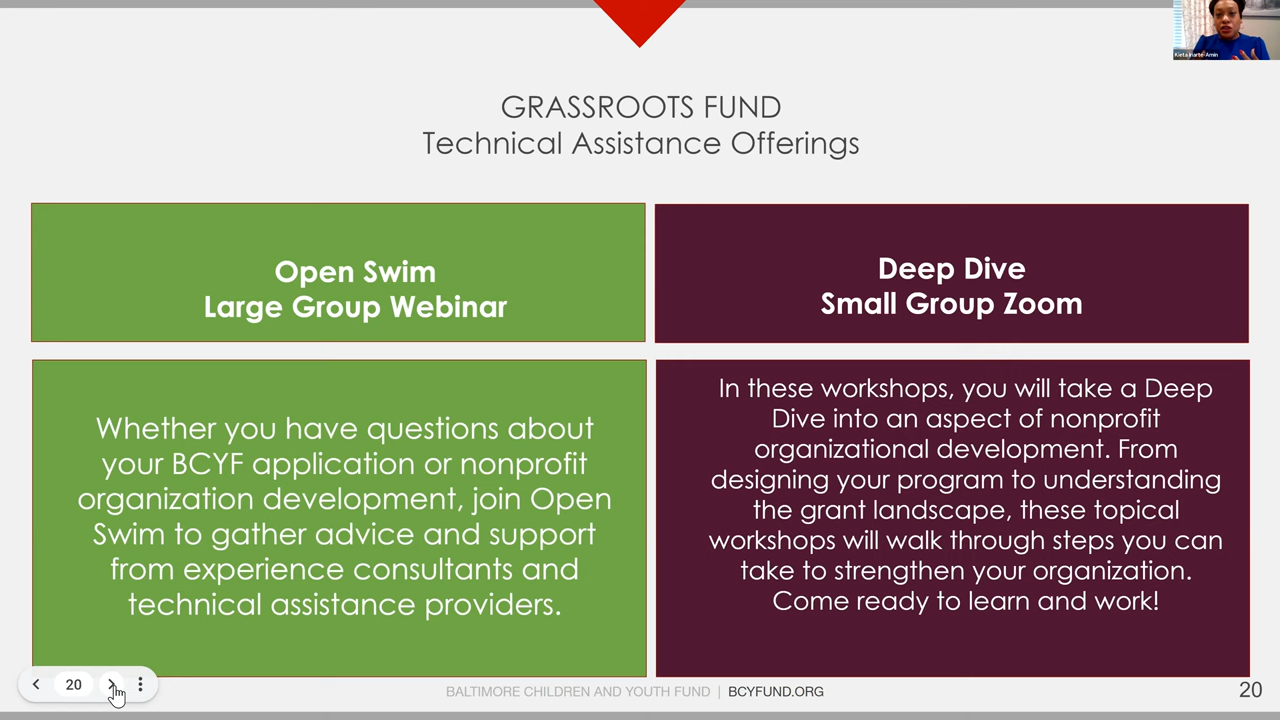 Kieta Iriarte-Amin
GRASSROOTS FUND
Technical Assistance Offerings
Open Swim
Large Group Webinar
Deep Dive
Small Group Zoom
Whether you have questions about
your BCYF application or nonprofit
organization development, join Open
Swim to gather advice and support
from experience consultants and
technical assistance providers.
In these workshops, you will take a Deep
Dive into an aspect of nonprofit
organizational development. From
designing your program to understanding
the grant landscape, these topical
workshops will walk through steps you can
take to strengthen your organization.
Come ready to learn and work!
20
BALTIMORE CHILDREN AND YOUTH FUND | BCYFUND.ORG
20